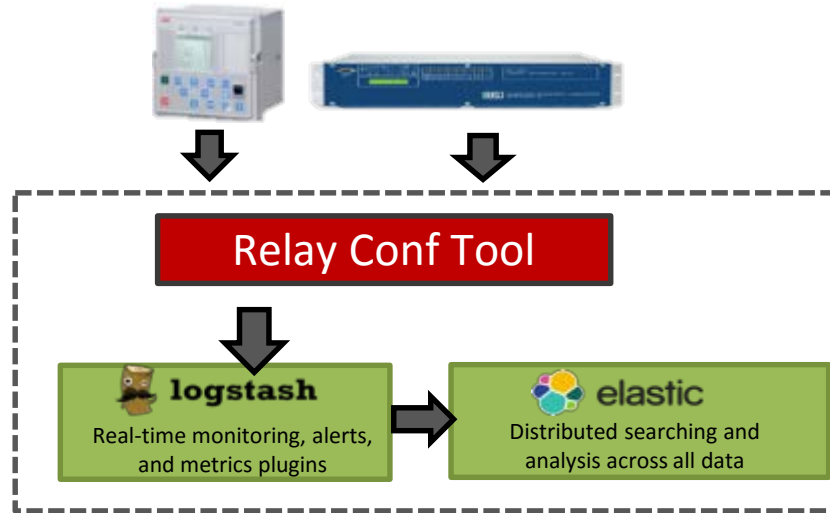 Relay Conf Tool
logstash
Real-time monitoring, alerts,
and metrics plugins
elastic
Distributed searching and
analysis across all data